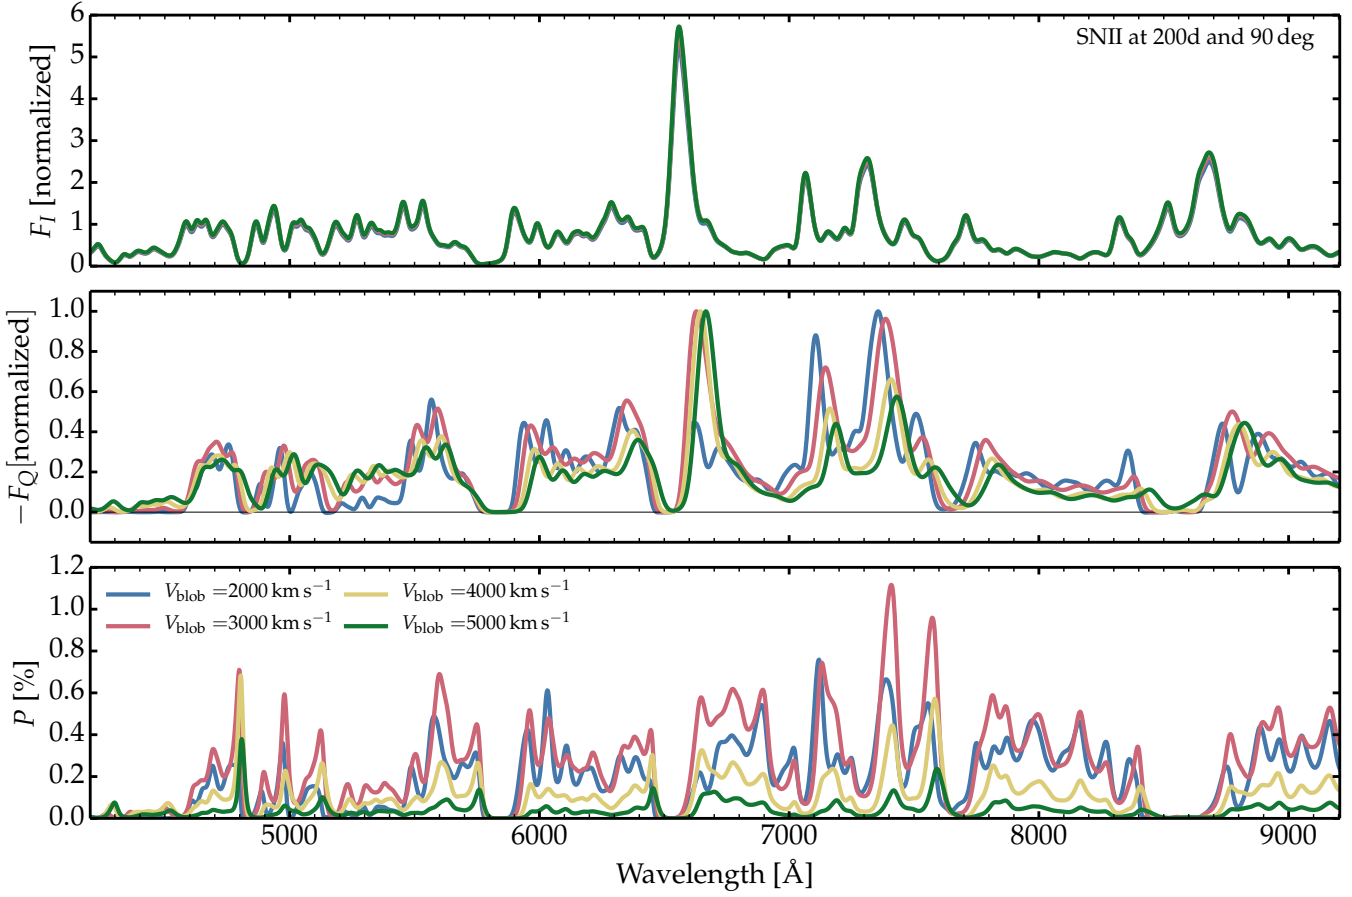 6
5
4
3
2
1
0
F_I [normalized]
SNII at 200d and 90 deg
1.0
0.8
0.6
0.4
0.2
0.0
−F_Q[normalized]
1.2
1.0
0.8
0.6
0.4
0.2
0.0
P [%]
V_blob =2000 km s⁻¹
V_blob =4000 km s⁻¹
V_blob =3000 km s⁻¹
V_blob =5000 km s⁻¹
5000 6000 7000 8000 9000
Wavelength [Å]